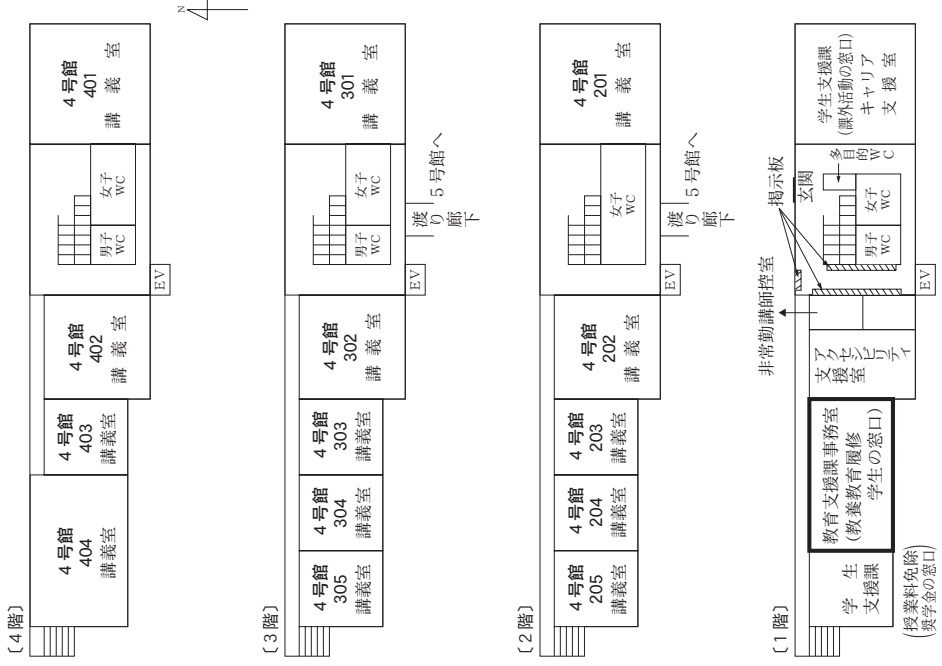 N
〔4階〕
4号館
404
講義室
4号館
403
講義室
4号館
402
講義室
EV
男子
WC
女子
WC
4号館
401
講義室
〔3階〕
4号館
305
講義室
4号館
304
講義室
4号館
303
講義室
4号館
302
講義室
EV
男子
WC
女子
WC
渡り
廊下
5号館へ
4号館
301
講義室
〔2階〕
4号館
205
講義室
4号館
204
講義室
4号館
203
講義室
4号館
202
講義室
EV
女子
WC
渡り
廊下
5号館へ
4号館
201
講義室
〔1階〕
学生
支援課
(授業料免除
奨学金の窓口)
教育支援課事務室
(教養教育履修
学生の窓口)
アクセシビリティ
支援室
非常勤講師控室
EV
掲示板
玄関
男子
WC
女子
WC
多目的
WC
学生支援課
(課外活動の窓口)
キャリア
支援室